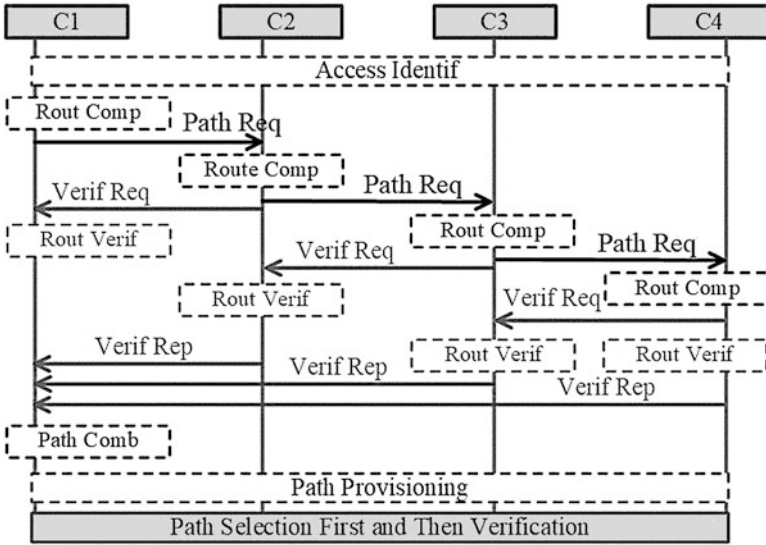 C1 C2 C3 C4
Access Identif
Rout Comp
Path Req
Route Comp
Verif Req
Path Req
Rout Comp
Rout Verif
Verif Req
Path Req
Rout Comp
Rout Verif
Verif Req
Verif Rep
Rout Verif
Rout Verif
Verif Rep
Verif Rep
Path Comb
Path Provisioning
Path Selection First and Then Verification